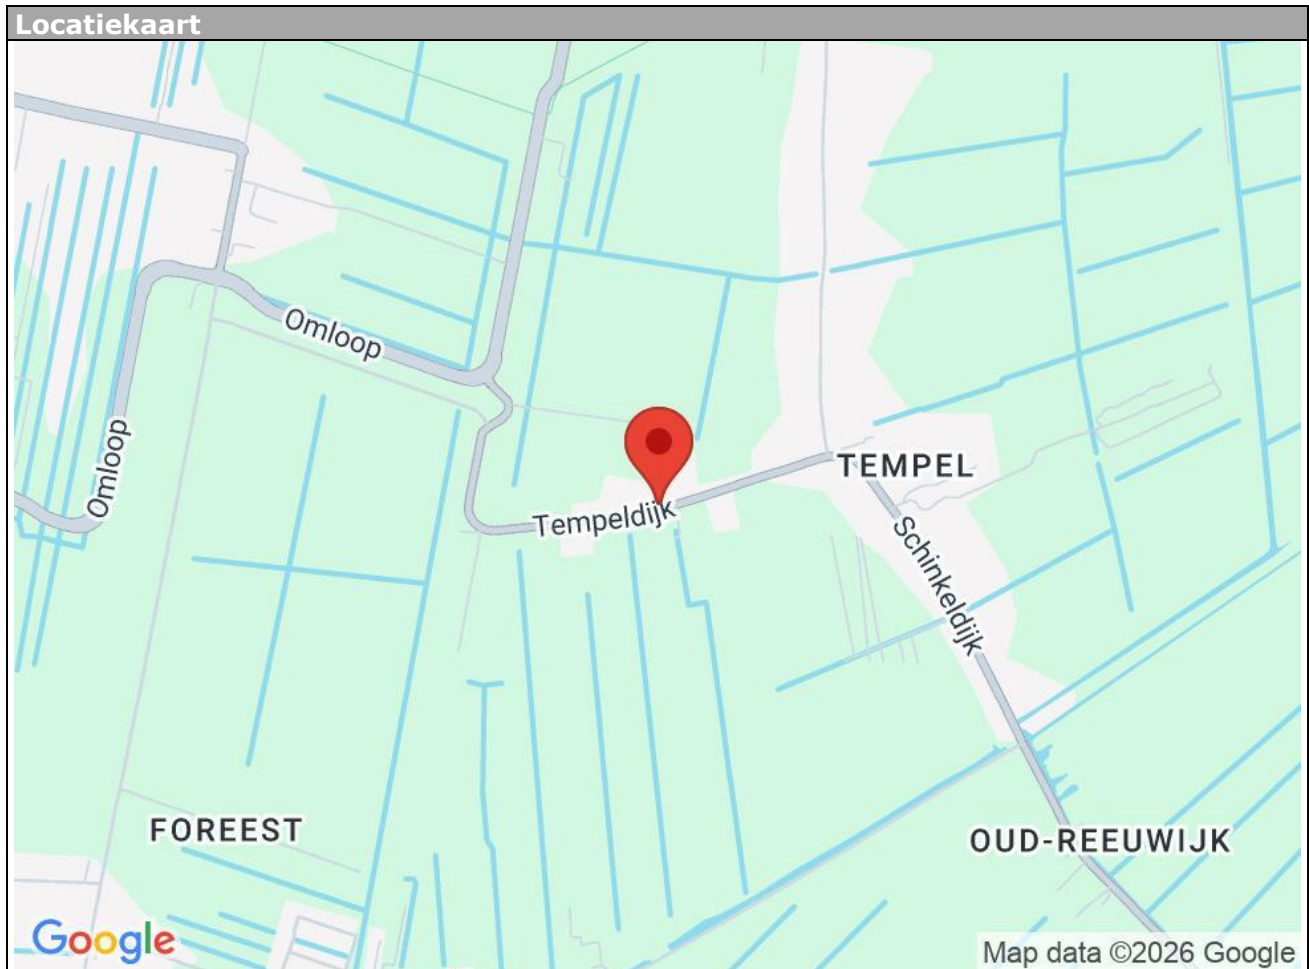 Locatiekaart
Omloop
Omloop
TEMPEL
Tempeldijk
Schinkeldijk
FOREEST
OUD-REEUWIJK
Google
Map data ©2026 Google